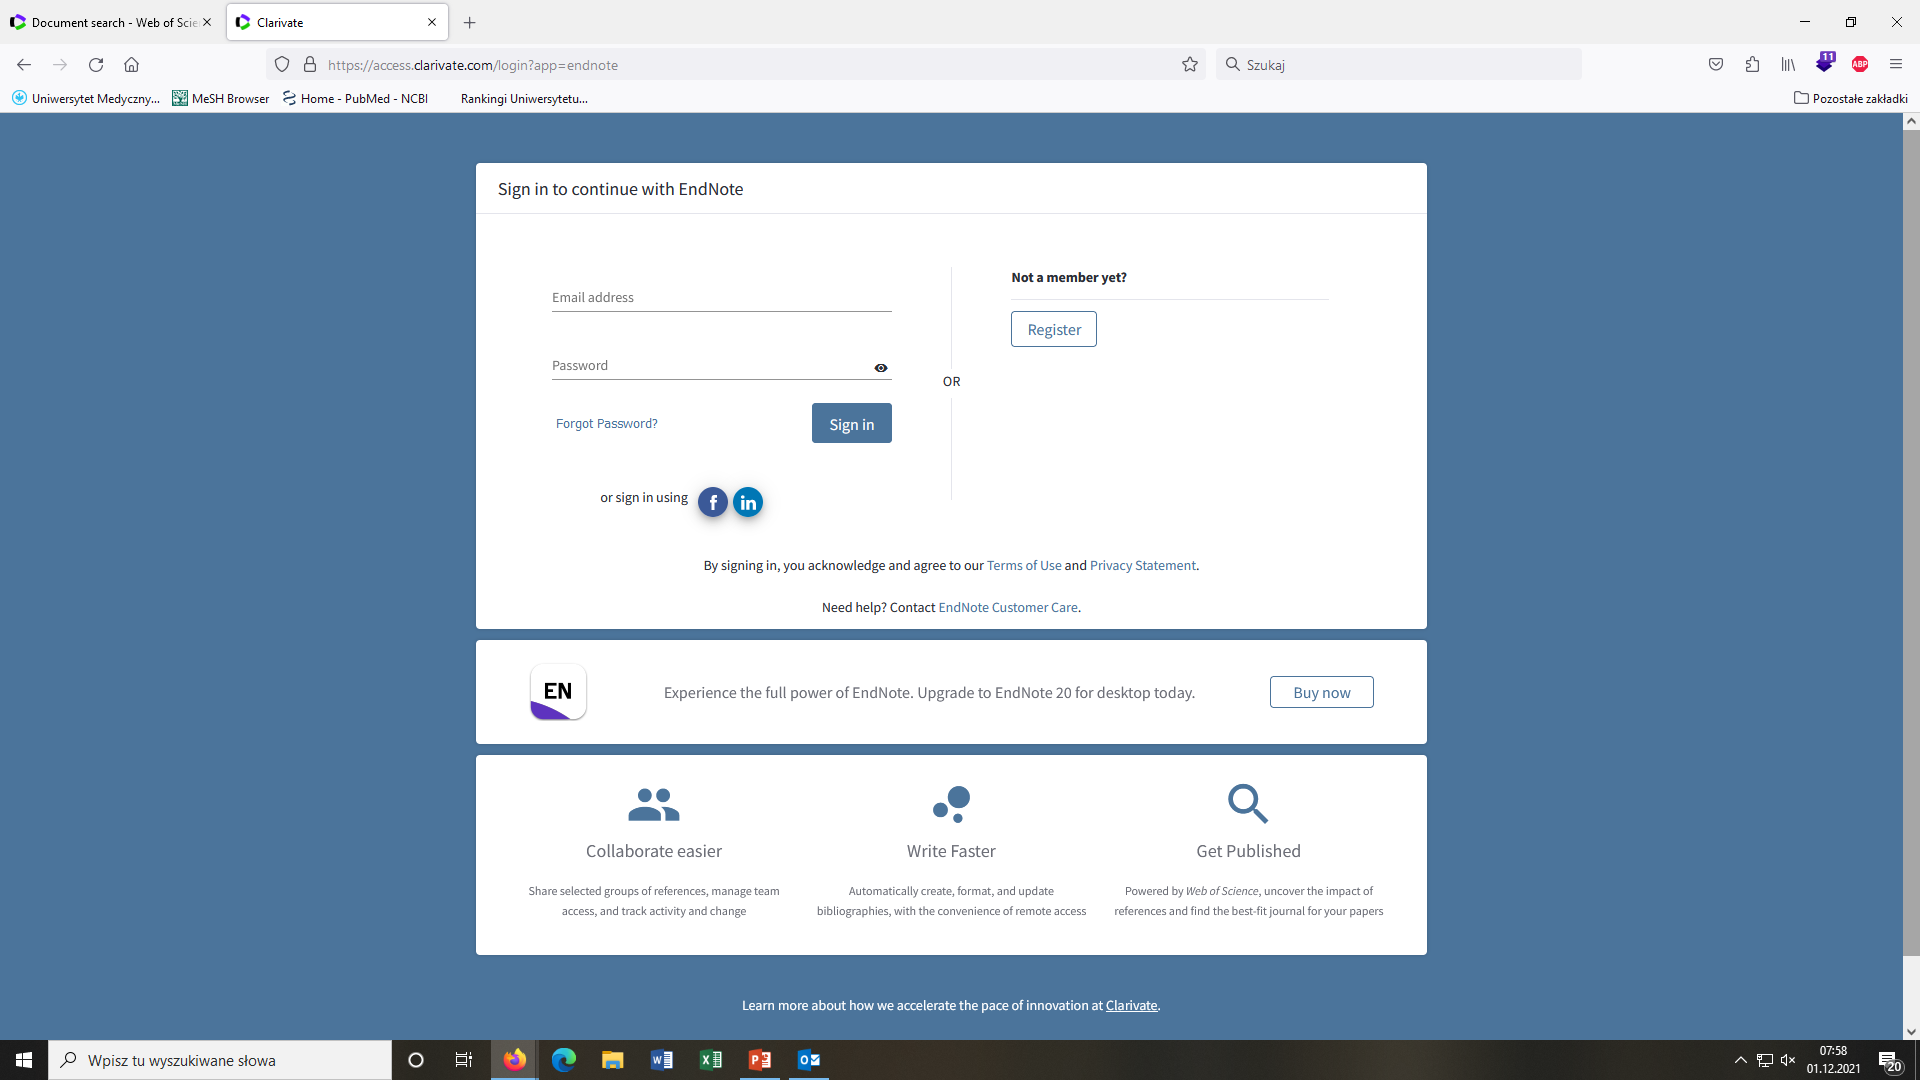 Document search - Web of Scie
Clarivate
https://access.clarivate.com/login?app=endnote
Szukaj
11
ABP
Uniwersytet Medyczny...
MeSH Browser
Home - PubMed - NCBI
Rankingi Uniwersytetu...
Pozostałe zakładki
Sign in to continue with EndNote
Email address
Password
Forgot Password?
Sign in
or sign in using
f
in
OR
Not a member yet?
Register
By signing in, you acknowledge and agree to our Terms of Use and Privacy Statement.
Need help? Contact EndNote Customer Care.
EN
Experience the full power of EndNote. Upgrade to EndNote 20 for desktop today.
Buy now
Collaborate easier
Share selected groups of references, manage team
access, and track activity and change
Write Faster
Automatically create, format, and update
bibliographies, with the convenience of remote access
Get Published
Powered by Web of Science, uncover the impact of
references and find the best-fit journal for your papers
Learn more about how we accelerate the pace of innovation at Clarivate.
Wpisz tu wyszukiwane słowa
07:58
01.12.2021
20